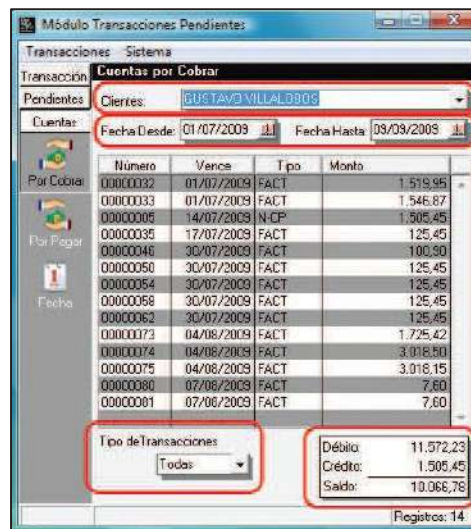 Módulo Transacciones Pendientes
Transacciones Sistema
Transacción
Pendientes
Cuentas
Por Cobrar
Por Pagar
Fecha
Cuentas por Cobrar
Clientes: GUSTAVO VILLALOBOS
Fecha Desde: 01/07/2009 Fecha Hasta: 09/09/2009
Número Vence Tipo Monto
00000032 01/07/2009 FACT 1.519,95
00000033 01/07/2009 FACT 1.546,87
00000005 14/07/2009 N-CP 1.505,45
00000035 17/07/2009 FACT 125,45
00000046 30/07/2009 FACT 100,90
00000050 30/07/2009 FACT 125,45
00000054 30/07/2009 FACT 125,45
00000058 30/07/2009 FACT 125,45
00000062 30/07/2009 FACT 125,45
00000073 04/08/2009 FACT 1.725,42
00000074 04/08/2009 FACT 3.018,50
00000075 04/08/2009 FACT 3.018,15
00000080 07/08/2009 FACT 7,60
00000081 07/08/2009 FACT 7,60
Tipo deTransacciones
Todas
Débito: 11.572,23
Crédito: 1.505,45
Saldo: 10.066,78
Registros: 14